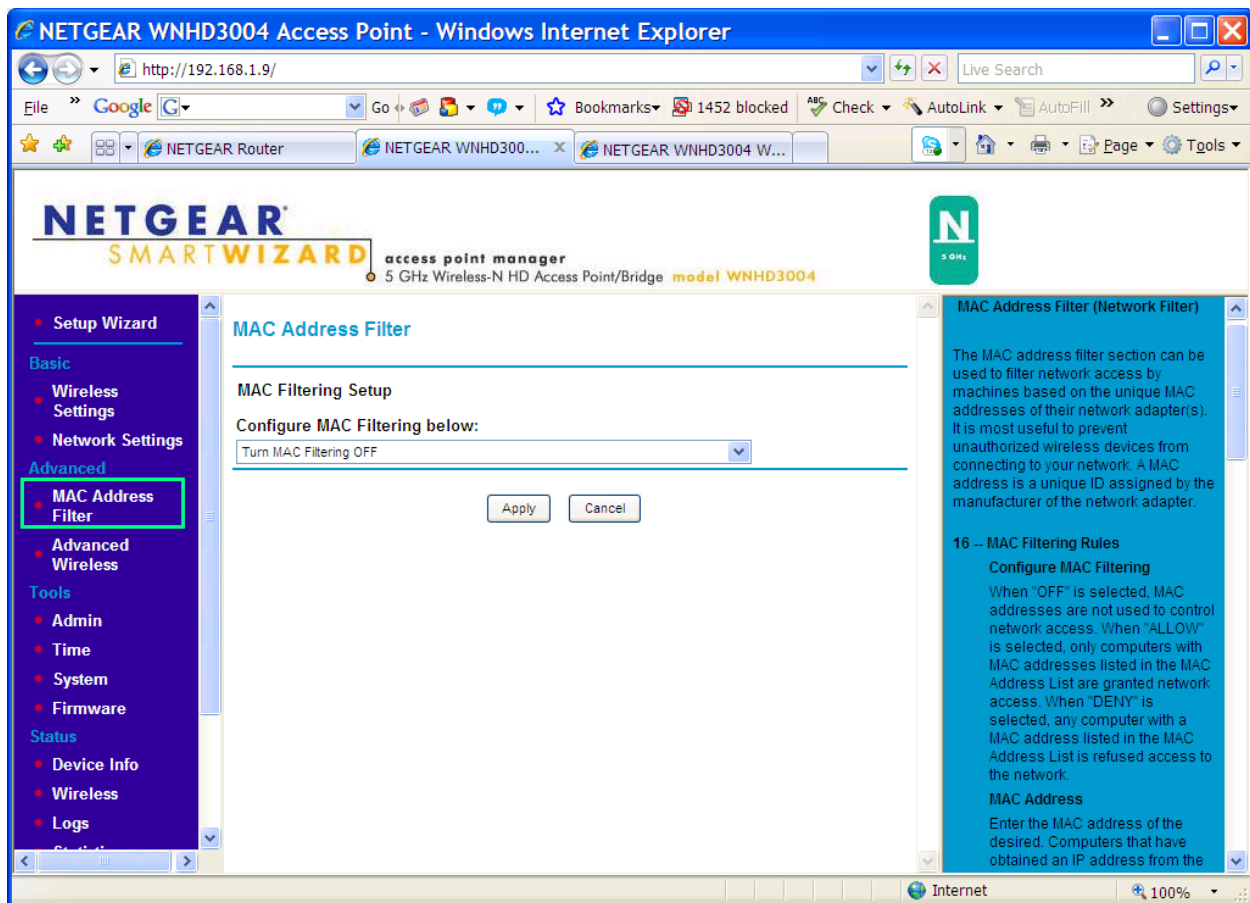 NETGEAR WNHD3004 Access Point - Windows Internet Explorer
http://192.168.1.9/
Live Search
File » Google G Go Bookmarks 1452 blocked ABC Check AutoLink AutoFill » Settings
NETGEAR Router
NETGEAR WNHD300... X
NETGEAR WNHD3004 W...
Page Tools
NETGEAR
SMARTWIZARD
access point manager
5 GHz Wireless-N HD Access Point/Bridge model WNHD3004
N
5 GHz
Setup Wizard
Basic
Wireless
Settings
Network Settings
Advanced
MAC Address
Filter
Advanced
Wireless
Tools
Admin
Time
System
Firmware
Status
Device Info
Wireless
Logs
MAC Address Filter
MAC Filtering Setup
Configure MAC Filtering below:
Turn MAC Filtering OFF
Apply
Cancel
MAC Address Filter (Network Filter)
The MAC address filter section can be
used to filter network access by
machines based on the unique MAC
addresses of their network adapter(s).
It is most useful to prevent
unauthorized wireless devices from
connecting to your network. A MAC
address is a unique ID assigned by the
manufacturer of the network adapter.
16 -- MAC Filtering Rules
Configure MAC Filtering
When "OFF" is selected, MAC
addresses are not used to control
network access. When "ALLOW"
is selected, only computers with
MAC addresses listed in the MAC
Address List are granted network
access. When "DENY" is
selected, any computer with a
MAC address listed in the MAC
Address List is refused access to
the network.
MAC Address
Enter the MAC address of the
desired. Computers that have
obtained an IP address from the
Internet
100%